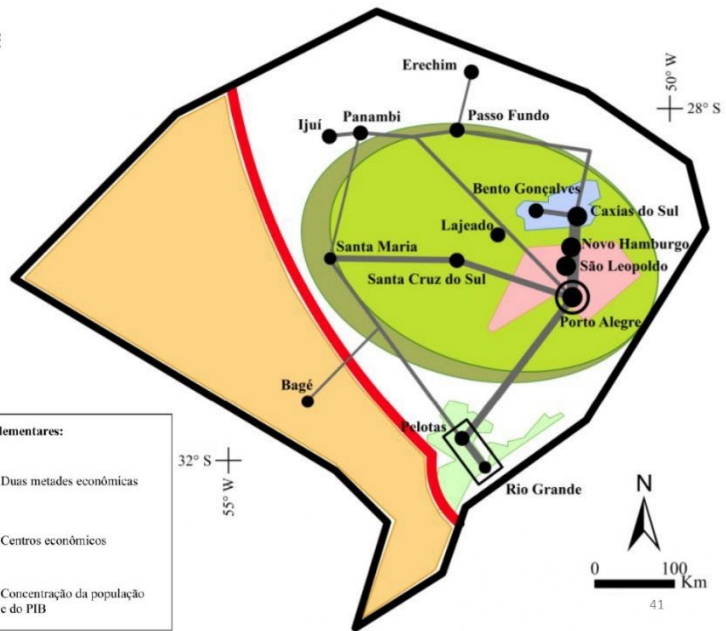 50° W
28° S
Erechim
Ijuí
Panambi
Passo Fundo
Bento Gonçalves
Caxias do Sul
Lajeado
Novo Hamburgo
São Leopoldo
Santa Maria
Santa Cruz do Sul
Porto Alegre
Bagé
Pelotas
Rio Grande
32° S
55° W
lementares:
Duas metades econômicas
Centros econômicos
Concentração da população
e do PIB
N
0 100
Km
41